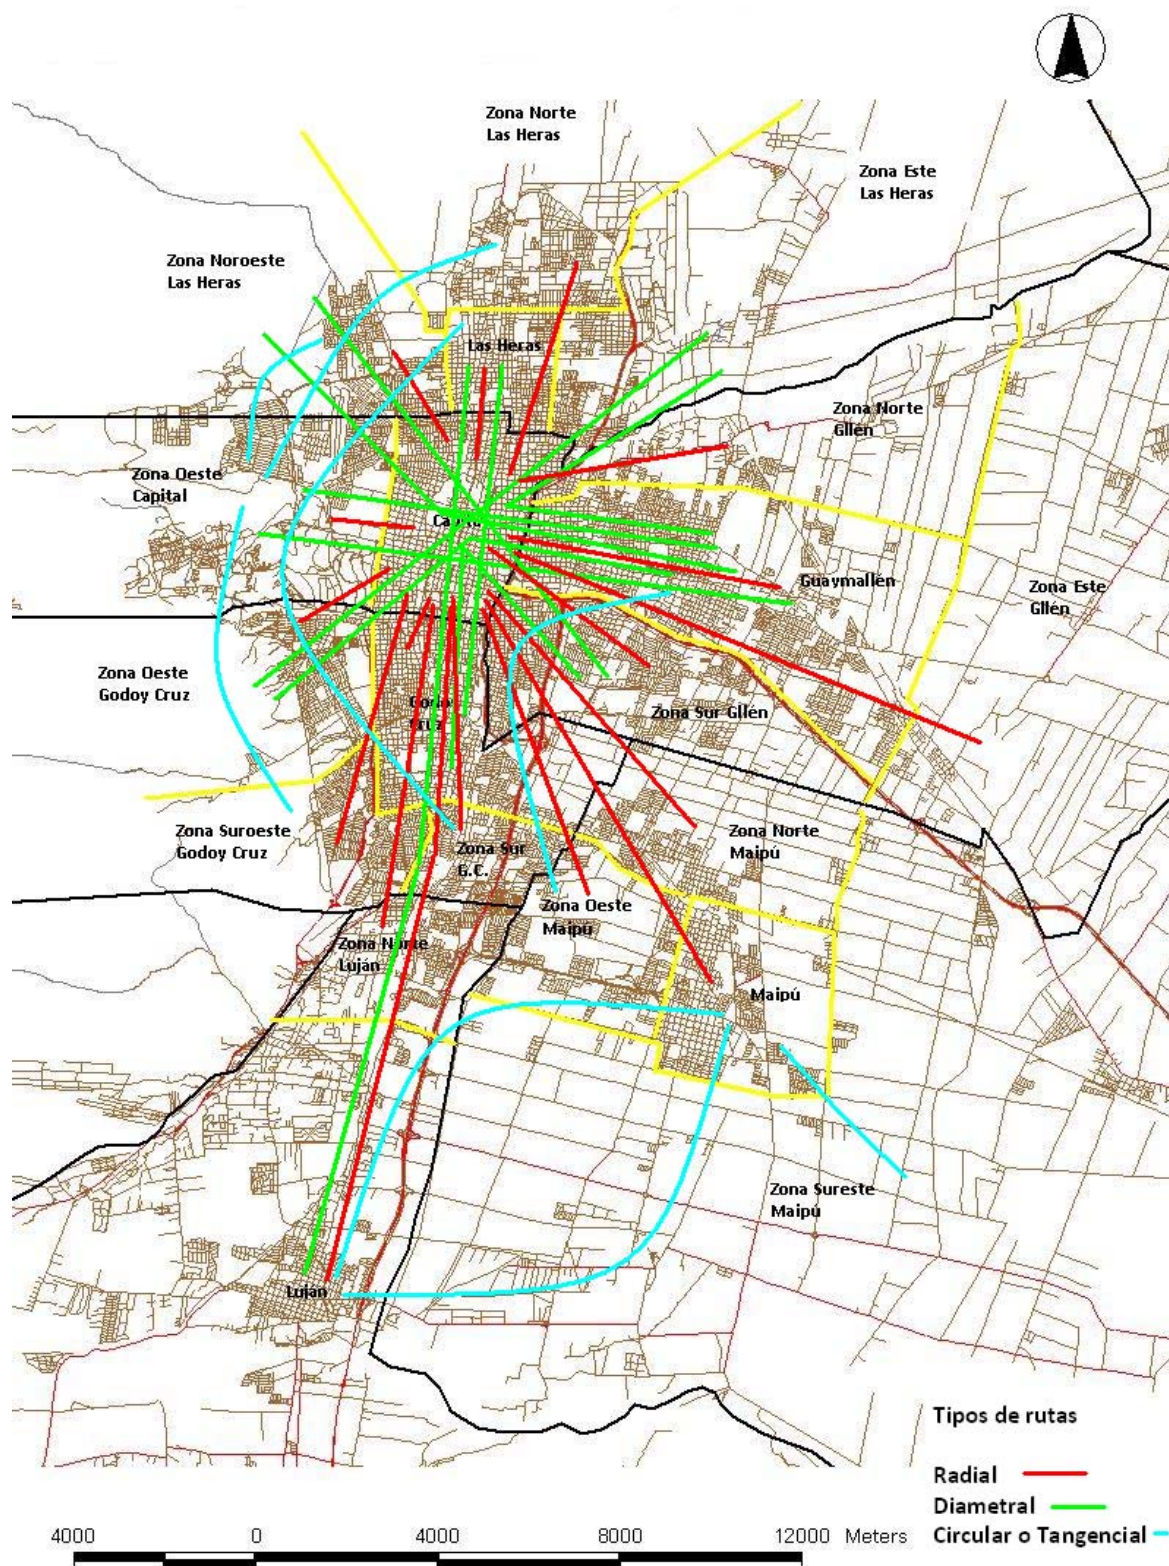 Zona Norte
Las Heras
Zona Este
Las Heras
Zona Noroeste
Las Heras
Las Heras
Zona Norte
Gllén
Zona Oeste
Capital
Capital
Guaymallén
Zona Este
Gllén
Zona Oeste
Godoy Cruz
Godoy
Cruz
Zona Sur Gllén
Zona Suroeste
Godoy Cruz
Zona Norte
Maipú
Zona Sur
G.C.
Zona Oeste
Maipú
Zona Norte
Luján
Maipú
Zona Sureste
Maipú
Luján
Tipos de rutas
Radial
Diametral
Circular o Tangencial
4000 0 4000 8000 12000 Meters